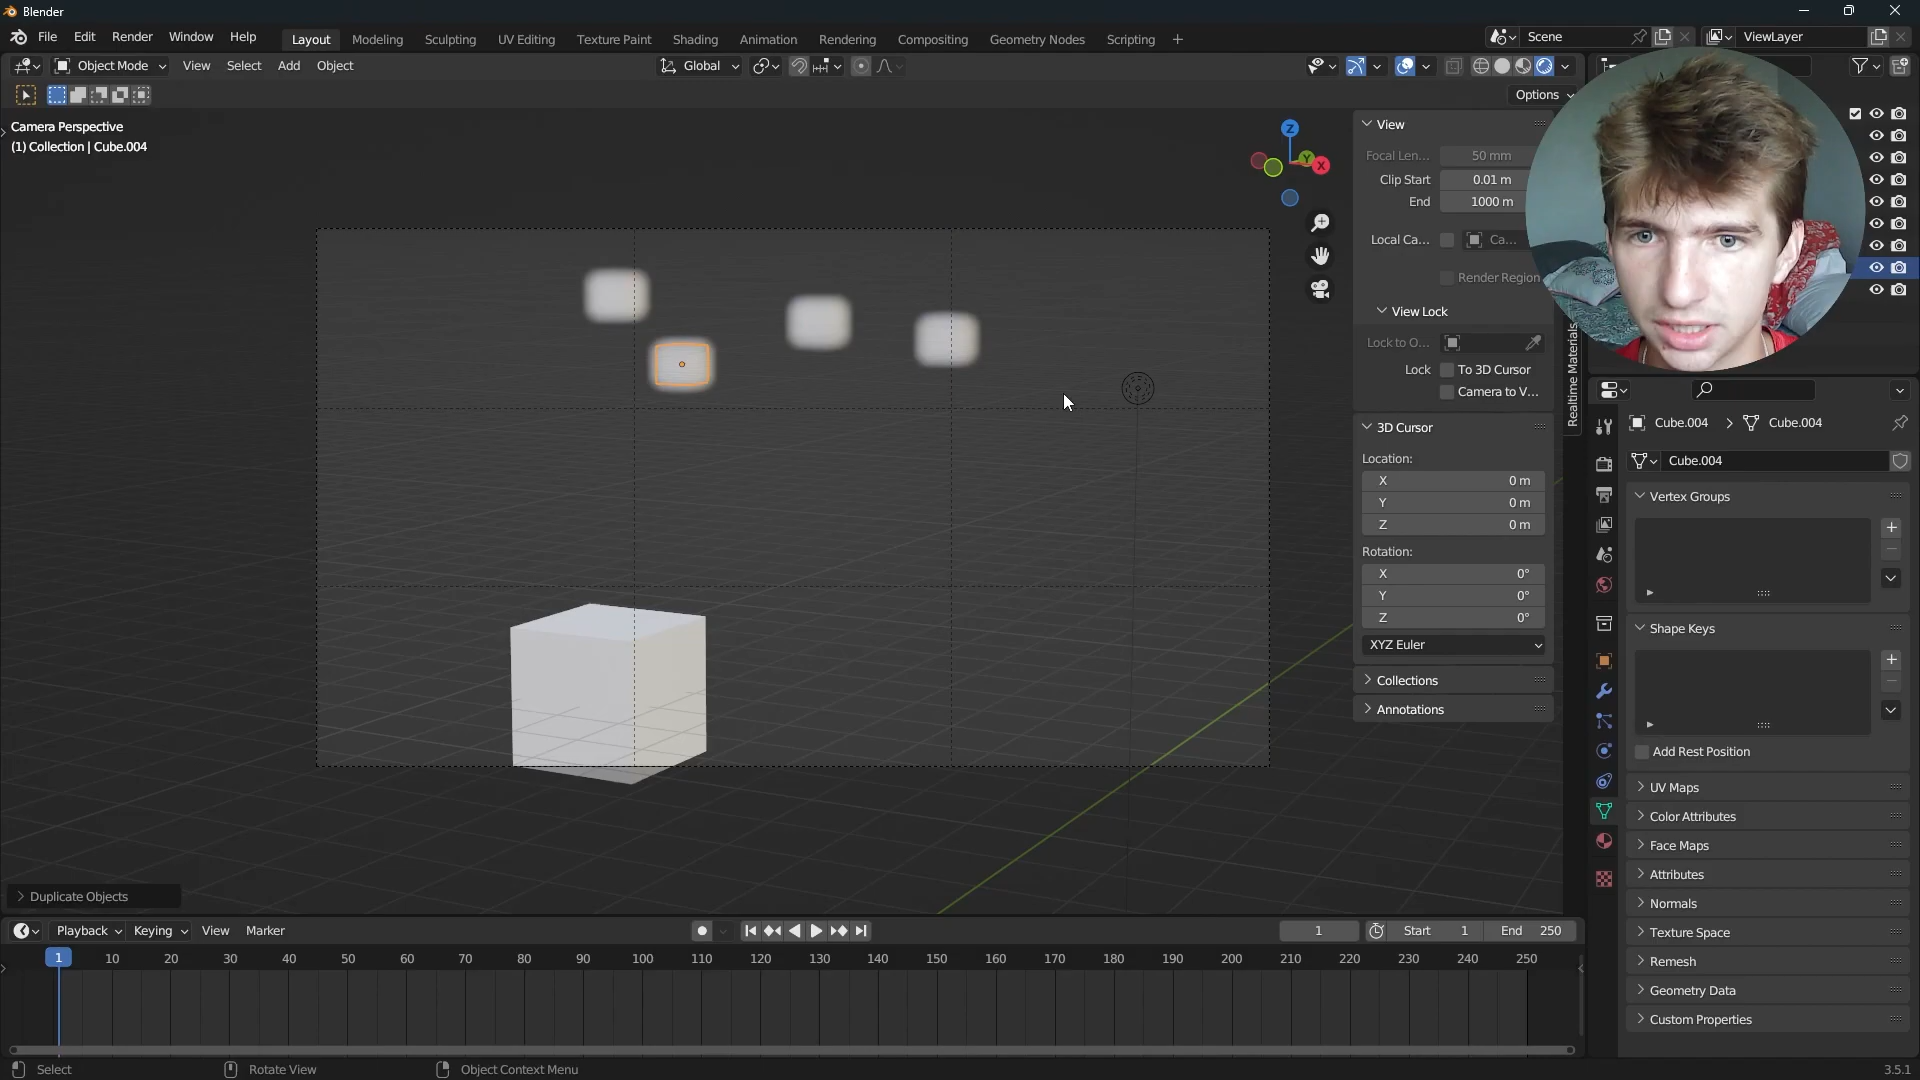 Blender
File Edit Render Window Help
Layout Modeling Sculpting UV Editing Texture Paint Shading Animation Rendering Compositing Geometry Nodes Scripting +
Scene
ViewLayer
Object Mode View Select Add Object
Global
Options
Camera Perspective
(1) Collection | Cube.004
Z
Y
X
View
Focal Len... 50 mm
Clip Start 0.01 m
End 1000 m
Local Ca... Ca...
Render Region
View Lock
Lock to O...
Lock To 3D Cursor
Camera to V...
3D Cursor
Location:
X 0 m
Y 0 m
Z 0 m
Rotation:
X 0°
Y 0°
Z 0°
XYZ Euler
Collections
Annotations
Realtime Materials
Cube.004 > Cube.004
Cube.004
Vertex Groups
Shape Keys
Add Rest Position
UV Maps
Color Attributes
Face Maps
Attributes
Normals
Texture Space
Remesh
Geometry Data
Custom Properties
Duplicate Objects
Playback Keying View Marker
1 Start 1 End 250
1 10 20 30 40 50 60 70 80 90 100 110 120 130 140 150 160 170 180 190 200 210 220 230 240 250
Select Rotate View Object Context Menu
3.5.1